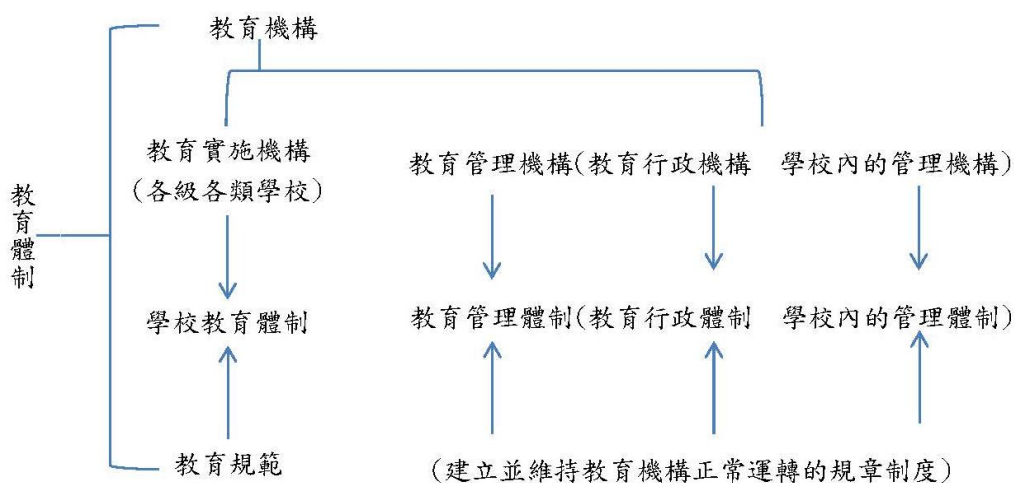 教育機構
教育實施機構
(各級各類學校)
教育管理機構(教育行政機構 學校內的管理機構)
教育體制
學校教育體制
教育管理體制(教育行政體制 學校內的管理體制)
教育規範
(建立並維持教育機構正常運轉的規章制度)